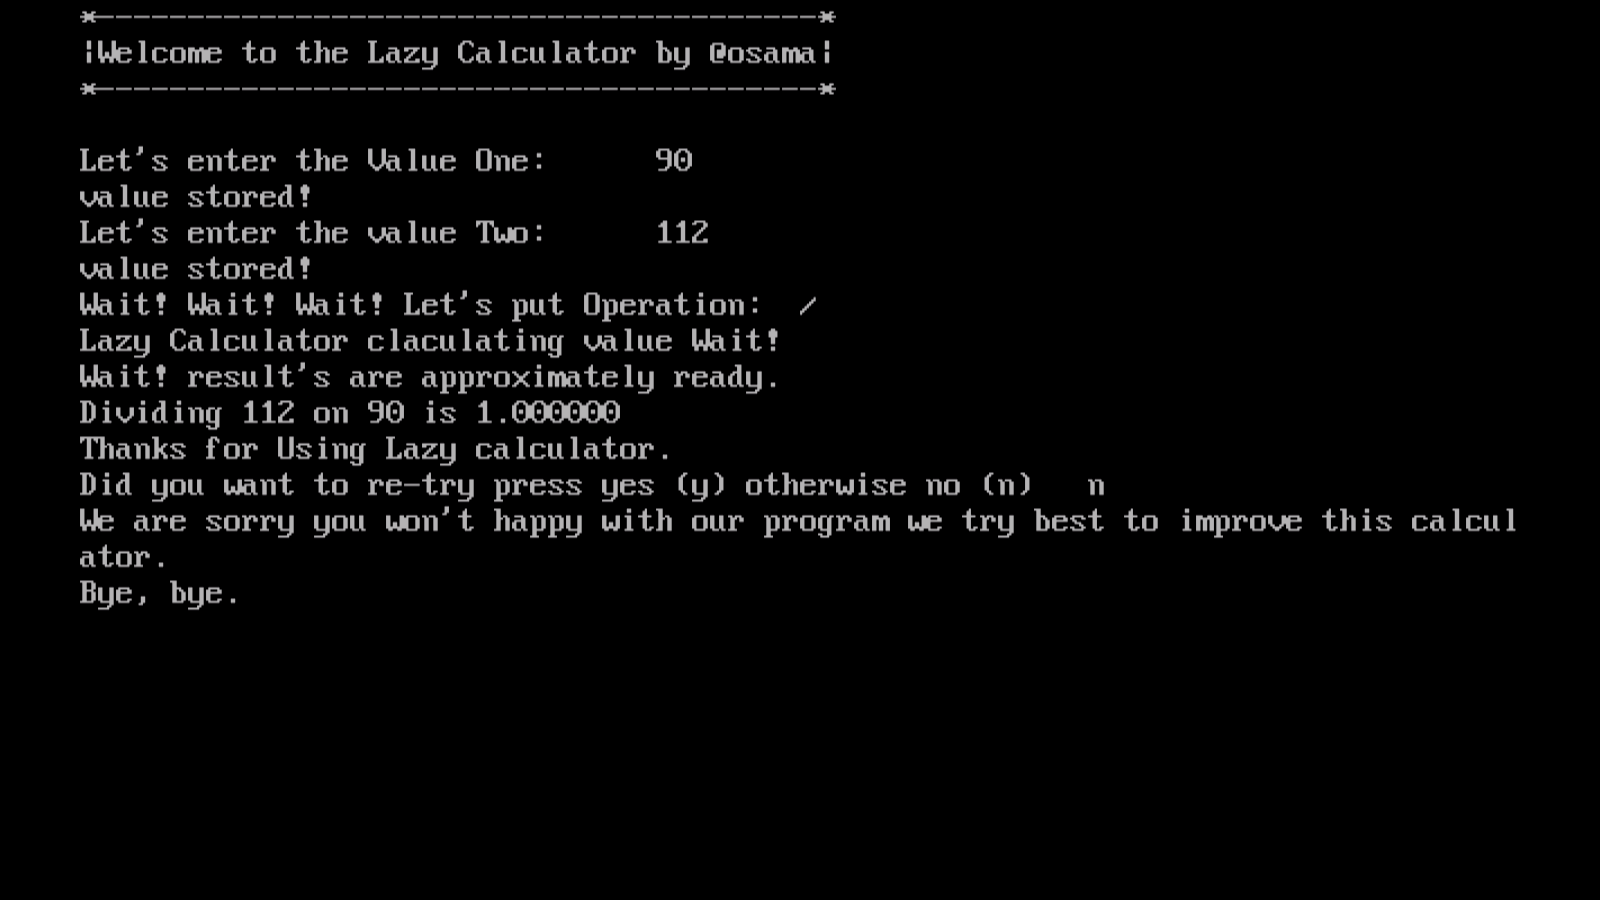 *----------------------------------------*
|Welcome to the Lazy Calculator by @osama|
*----------------------------------------*
Let's enter the Value One:      90
value stored!
Let's enter the value Two:      112
value stored!
Wait! Wait! Wait! Let's put Operation:  /
Lazy Calculator claculating value Wait!
Wait! result's are approximately ready.
Dividing 112 on 90 is 1.000000
Thanks for Using Lazy calculator.
Did you want to re-try press yes (y) otherwise no (n)   n
We are sorry you won't happy with our program we try best to improve this calcul
ator.
Bye, bye.